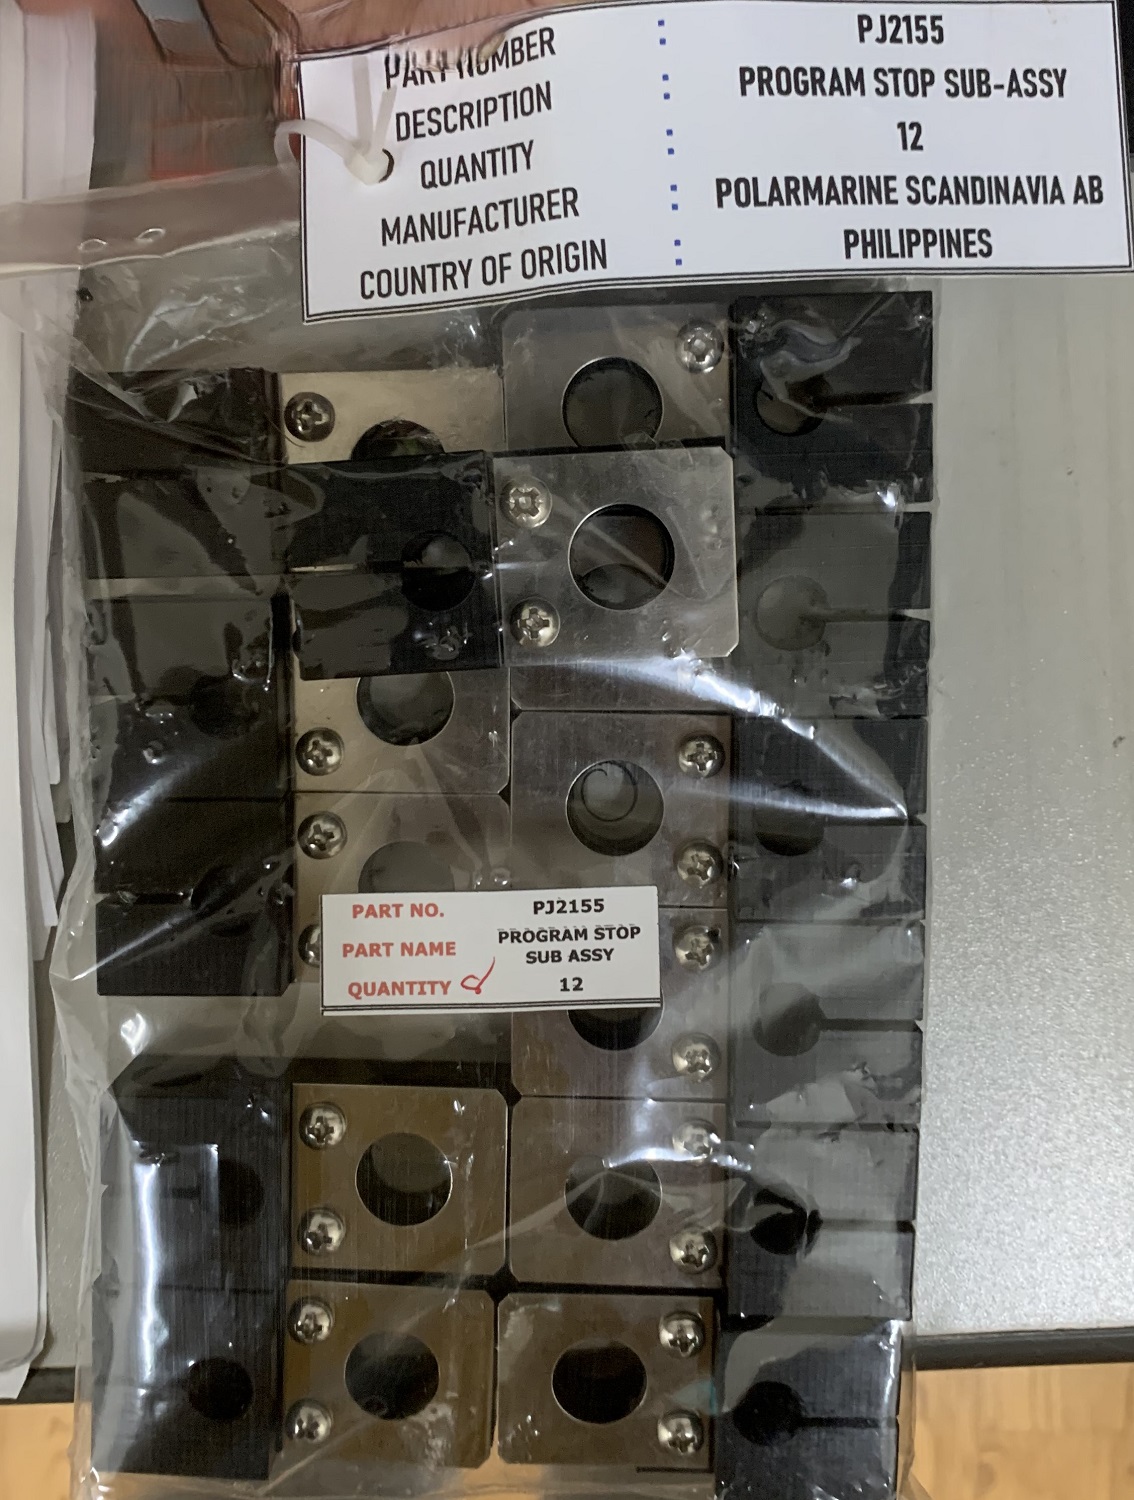 PART NUMBER : PJ2155
DESCRIPTION : PROGRAM STOP SUB-ASSY
QUANTITY : 12
MANUFACTURER : POLARMARINE SCANDINAVIA AB
COUNTRY OF ORIGIN : PHILIPPINES
PART NO. PJ2155
PART NAME PROGRAM STOP
SUB ASSY
QUANTITY 12